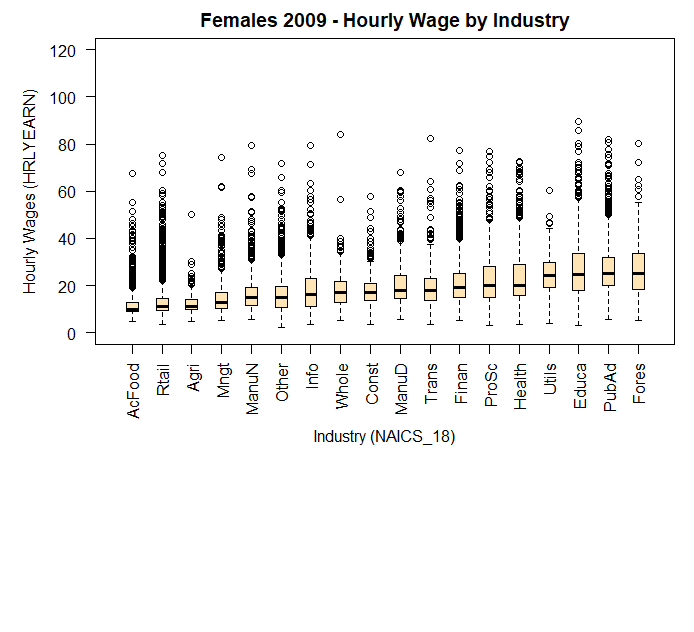 Females 2009 - Hourly Wage by Industry
Hourly Wages (HRLYEARN)
120
100
80
60
40
20
0
AcFood
Rtail
Agri
Mngt
ManuN
Other
Info
Whole
Const
ManuD
Trans
Finan
ProSc
Health
Utils
Educa
PubAd
Fores
Industry (NAICS_18)